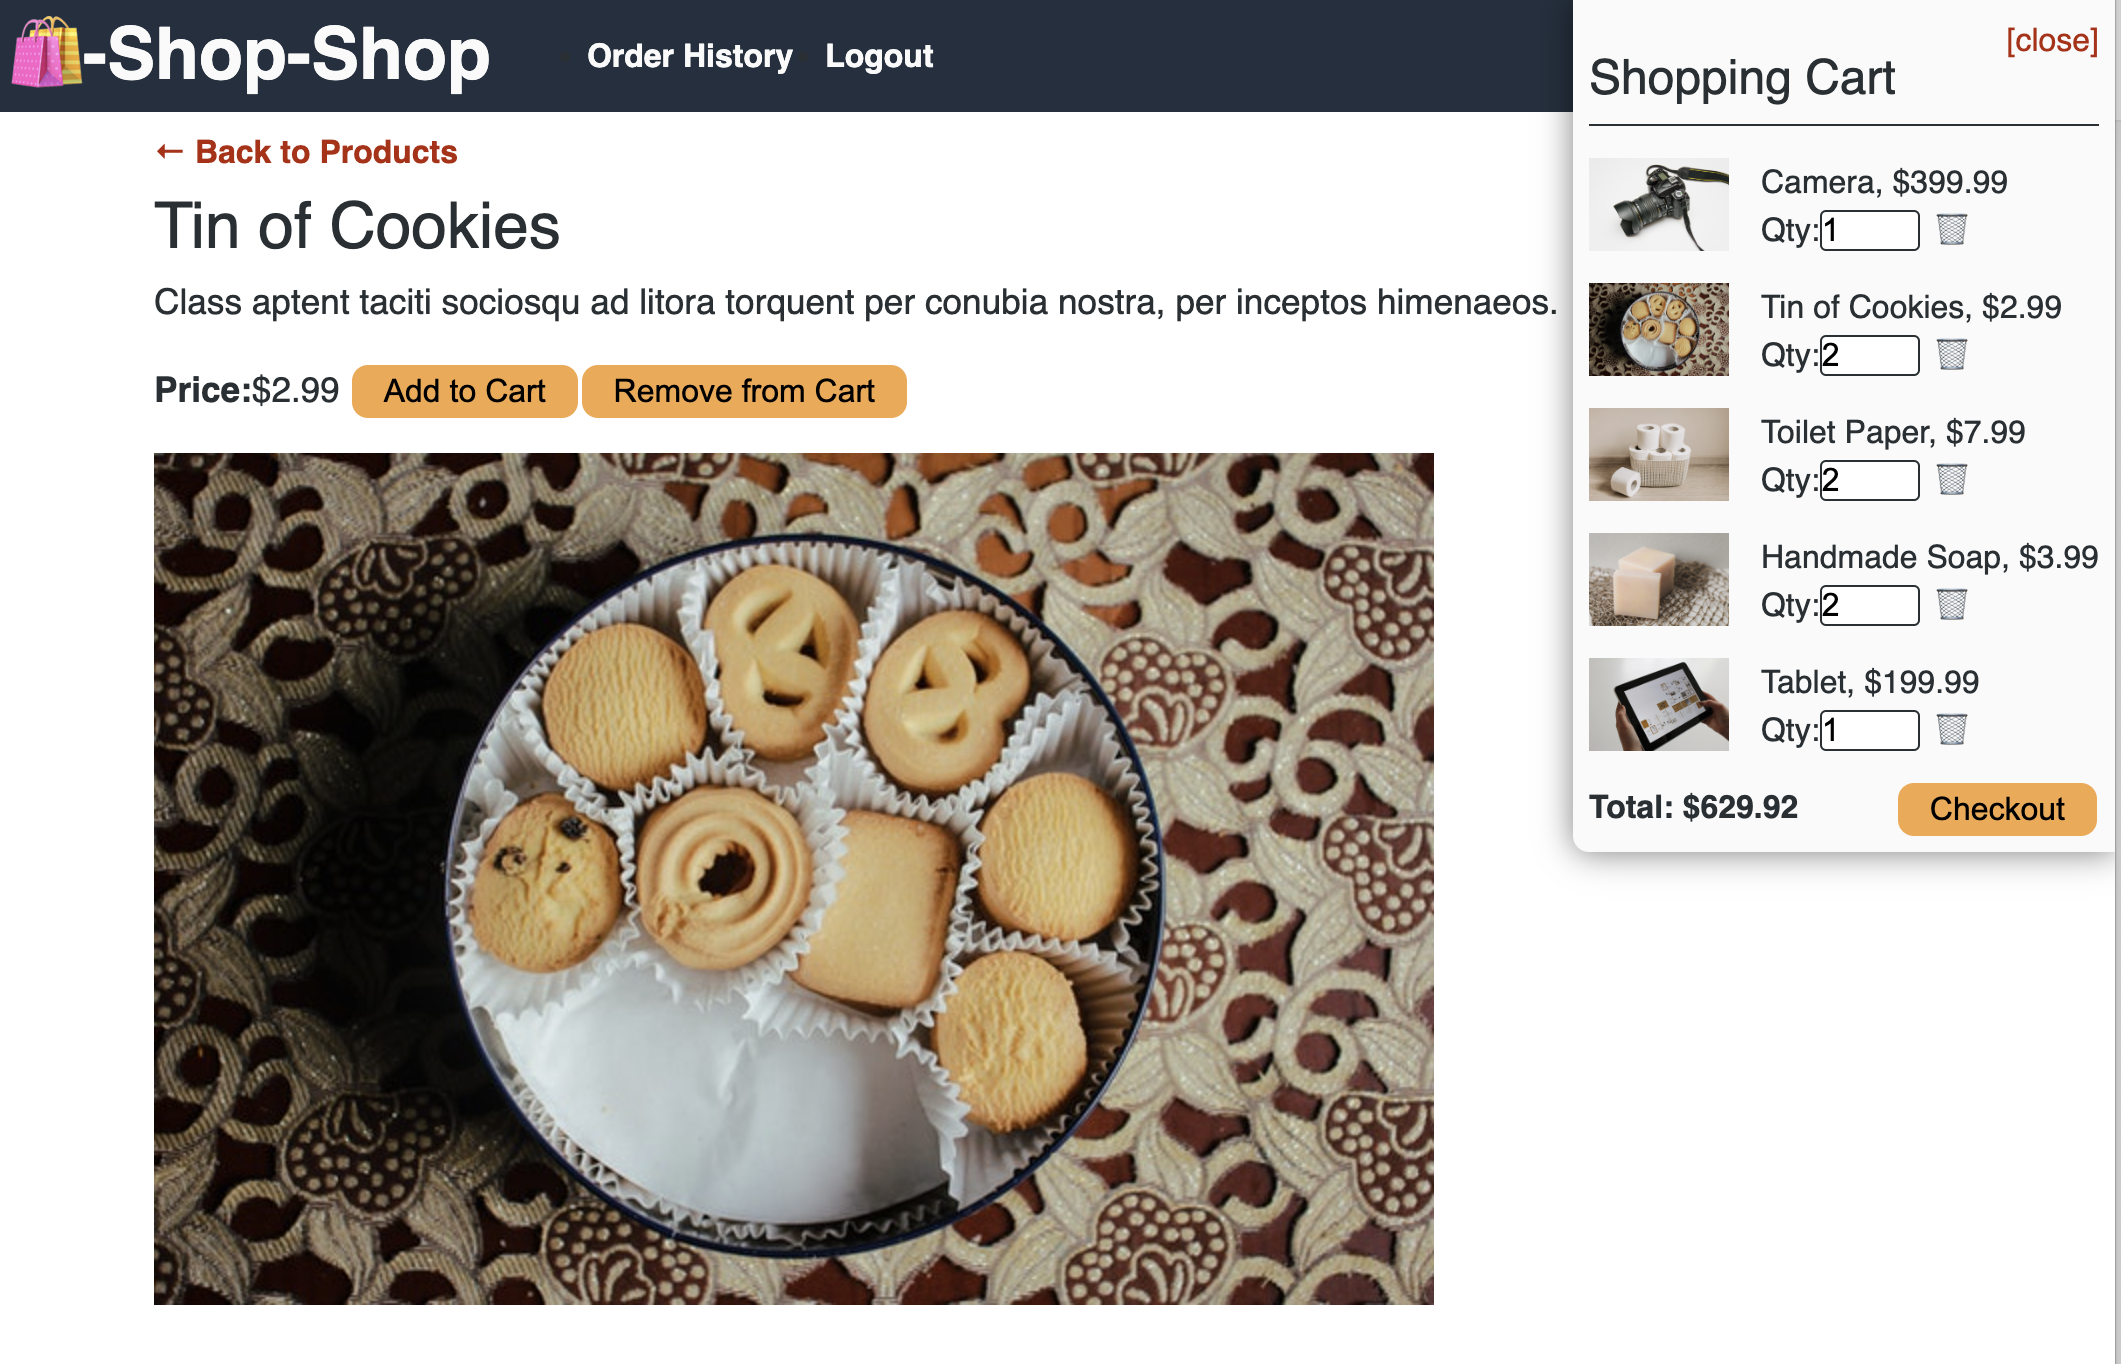 -Shop-Shop
Order History
Logout
← Back to Products
Tin of Cookies
Class aptent taciti sociosqu ad litora torquent per conubia nostra, per inceptos himenaeos.
Price:$2.99
Add to Cart
Remove from Cart
[close]
Shopping Cart
Camera, $399.99
Qty:1
Tin of Cookies, $2.99
Qty:2
Toilet Paper, $7.99
Qty:2
Handmade Soap, $3.99
Qty:2
Tablet, $199.99
Qty:1
Total: $629.92
Checkout